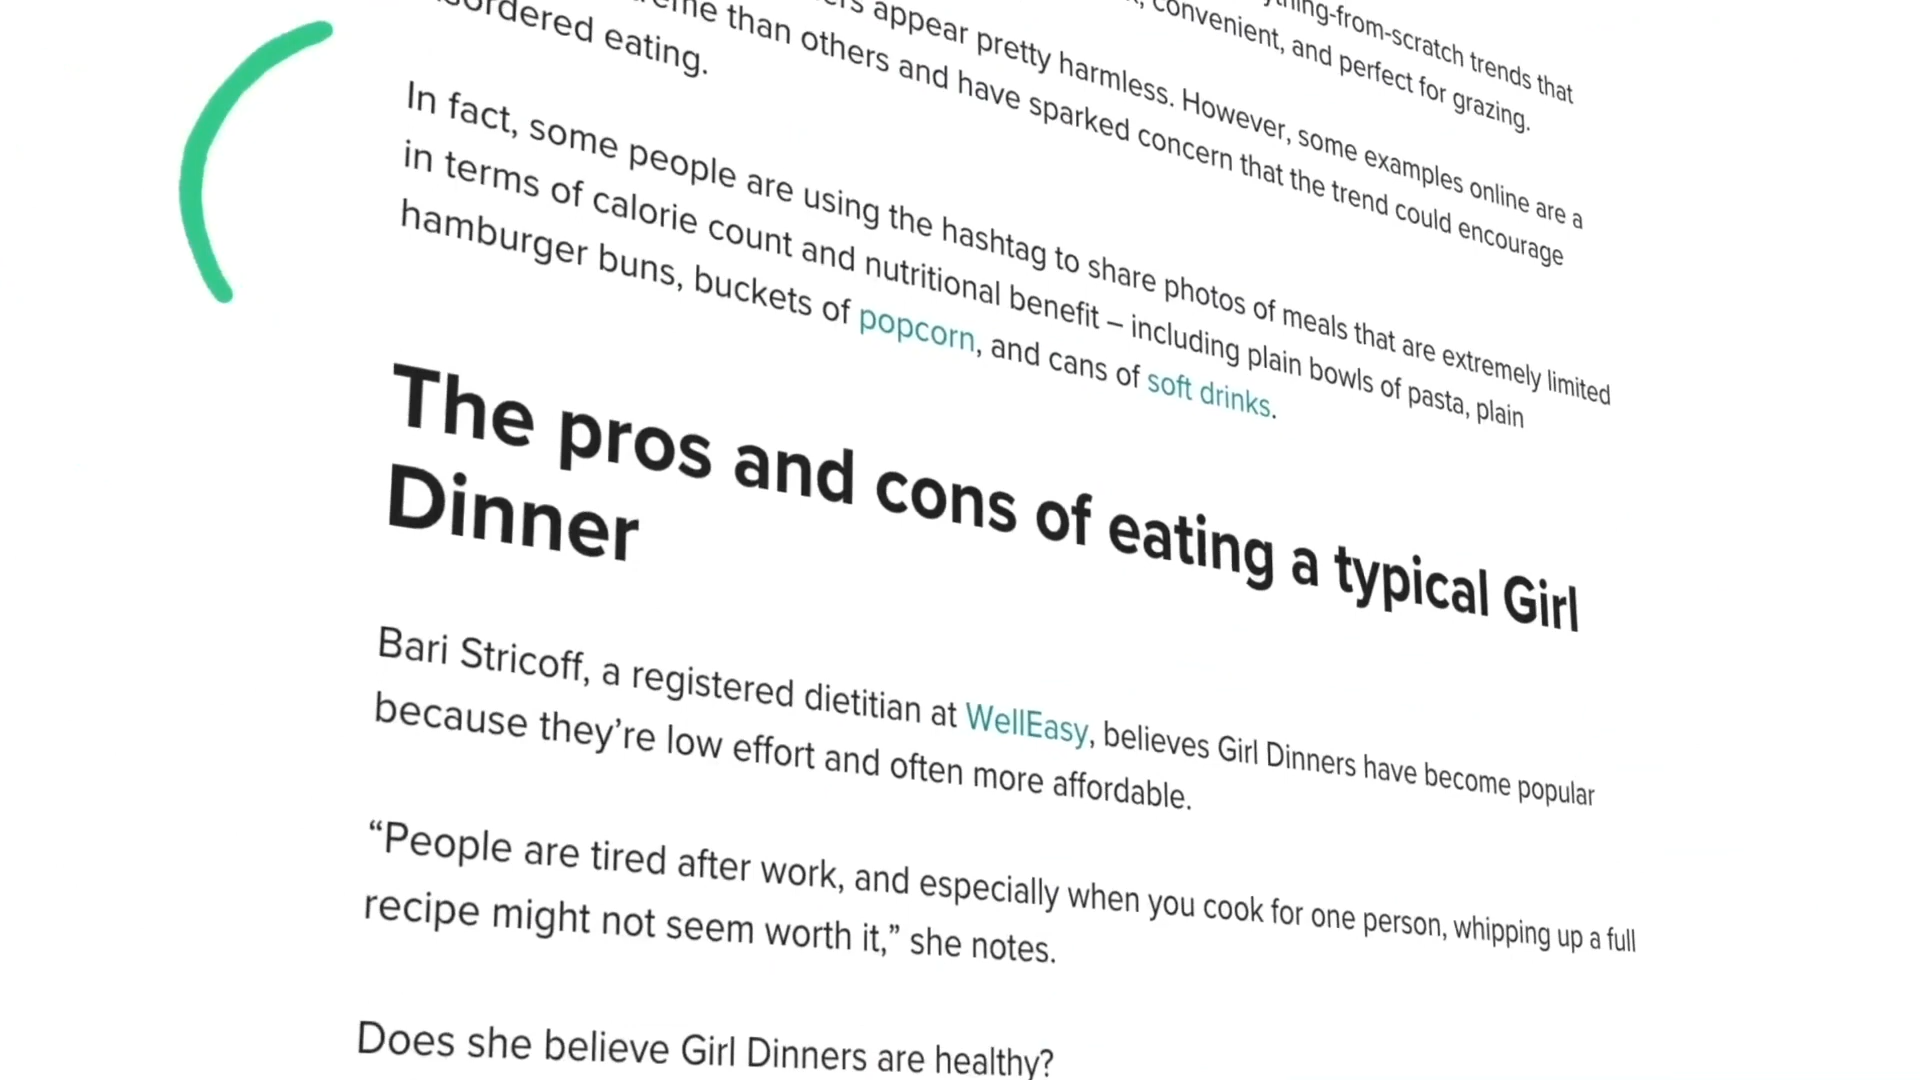 trends that
convenient, and perfect for grazing.
appear pretty harmless. However, some examples online are a
than others and have sparked concern that the trend could encourage
eating.
In fact, some people are using the hashtag to share photos of meals that are extremely limited
in terms of calorie count and nutritional benefit – including plain bowls of pasta, plain
hamburger buns, buckets of popcorn, and cans of soft drinks.
The pros and cons of eating a typical Girl
Dinner
Bari Stricoff, a registered dietitian at WellEasy, believes Girl Dinners have become popular
because they’re low effort and often more affordable.
“People are tired after work, and especially when you cook for one person, whipping up a full
recipe might not seem worth it,” she notes.
Does she believe Girl Dinners are healthy?